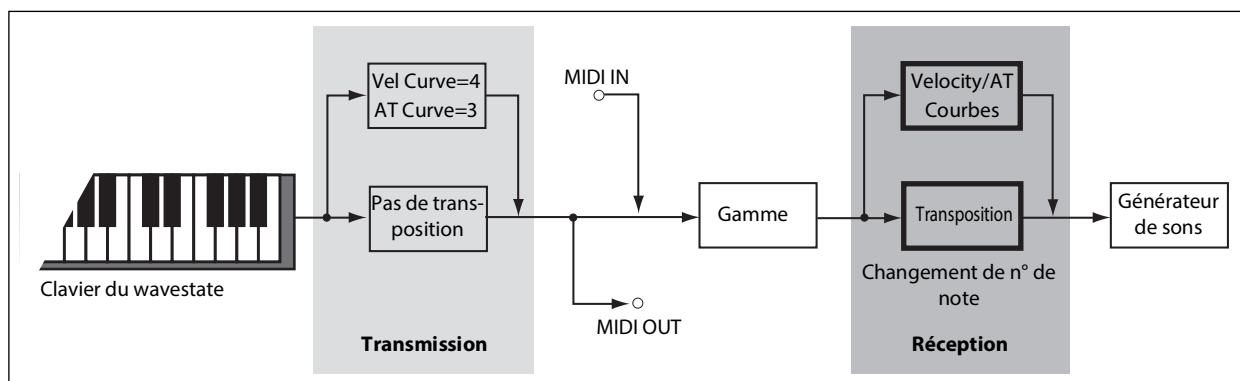 Vel Curve=4
AT Curve=3
MIDI IN
Velocity/AT
Courbes
Pas de trans-
position
Gamme
Transposition
Générateur
de sons
Clavier du wavestate
Changement de n° de
note
MIDI OUT
Transmission
Réception